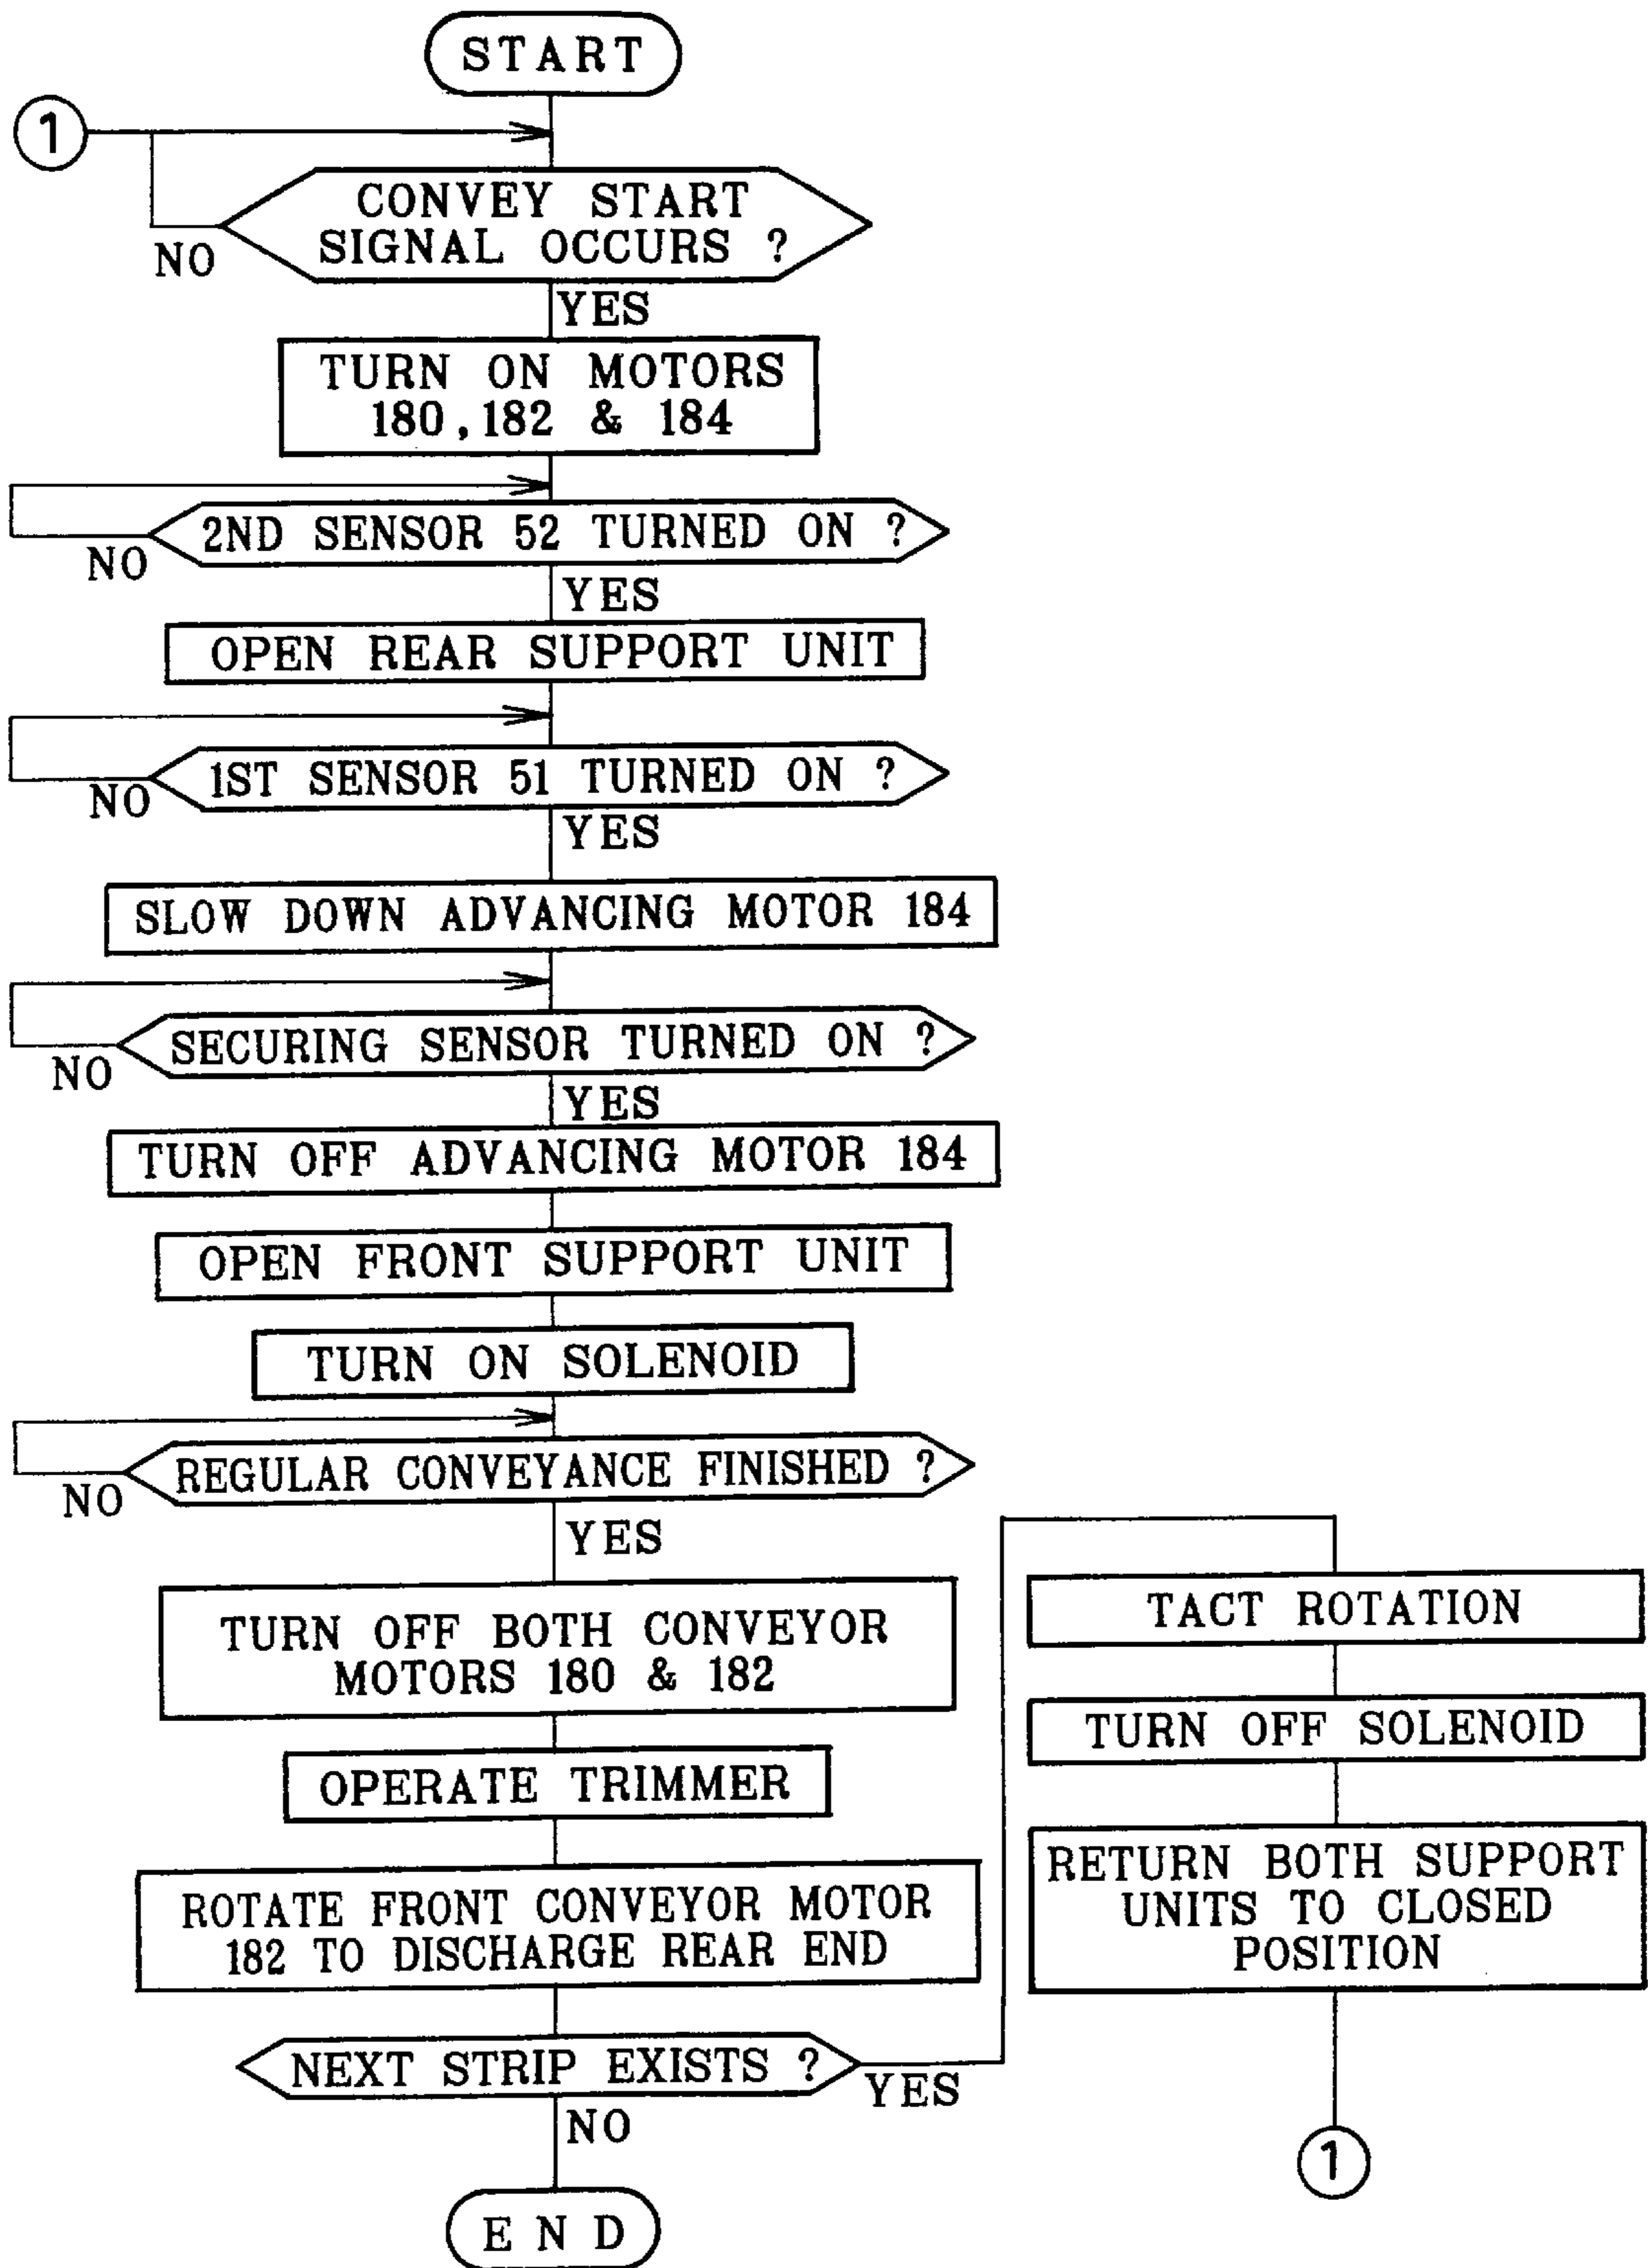 START
1
CONVEY START
SIGNAL OCCURS ?
NO
YES
TURN ON MOTORS
180,182 & 184
2ND SENSOR 52 TURNED ON ?
NO
YES
OPEN REAR SUPPORT UNIT
1ST SENSOR 51 TURNED ON ?
NO
YES
SLOW DOWN ADVANCING MOTOR 184
SECURING SENSOR TURNED ON ?
NO
YES
TURN OFF ADVANCING MOTOR 184
OPEN FRONT SUPPORT UNIT
TURN ON SOLENOID
REGULAR CONVEYANCE FINISHED ?
NO
YES
TURN OFF BOTH CONVEYOR
MOTORS 180 & 182
OPERATE TRIMMER
ROTATE FRONT CONVEYOR MOTOR
182 TO DISCHARGE REAR END
NEXT STRIP EXISTS ?
YES
NO
END
TACT ROTATION
TURN OFF SOLENOID
RETURN BOTH SUPPORT
UNITS TO CLOSED
POSITION
1